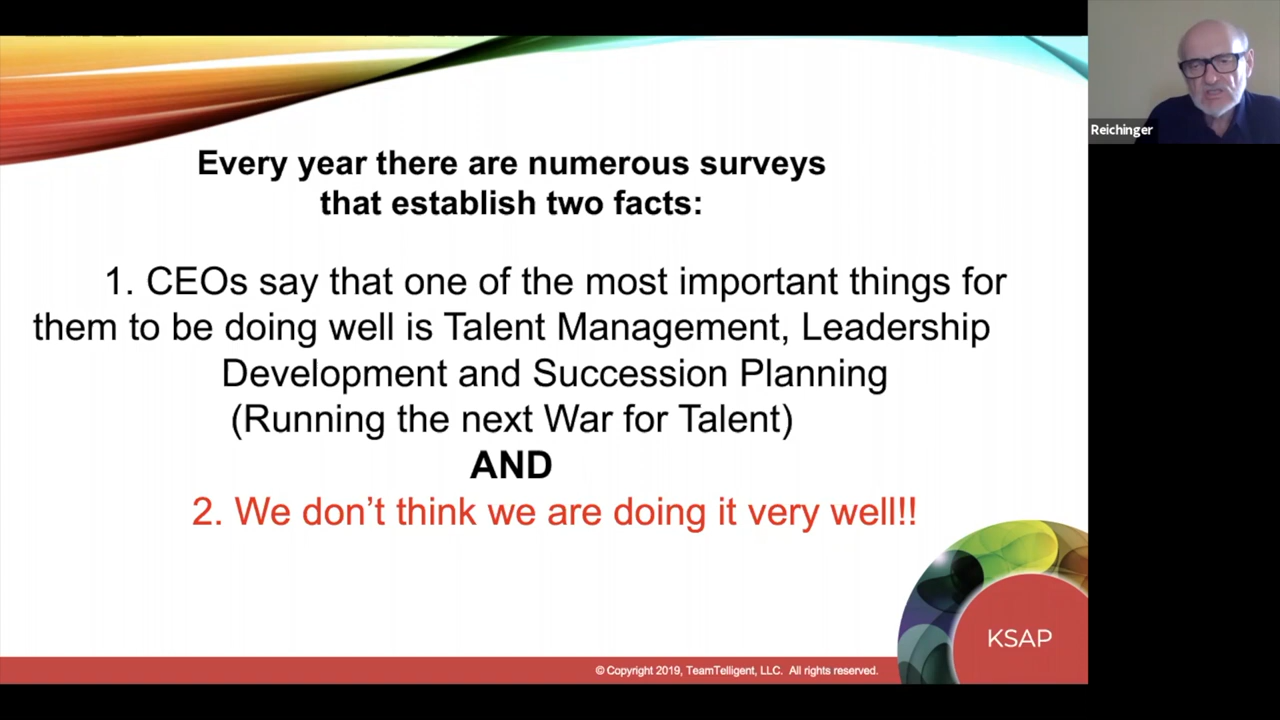 Every year there are numerous surveys
that establish two facts:
1. CEOs say that one of the most important things for
them to be doing well is Talent Management, Leadership
Development and Succession Planning
(Running the next War for Talent)
AND
2. We don’t think we are doing it very well!!
KSAP
© Copyright 2019, TeamTelligent, LLC. All rights reserved.
Reichinger